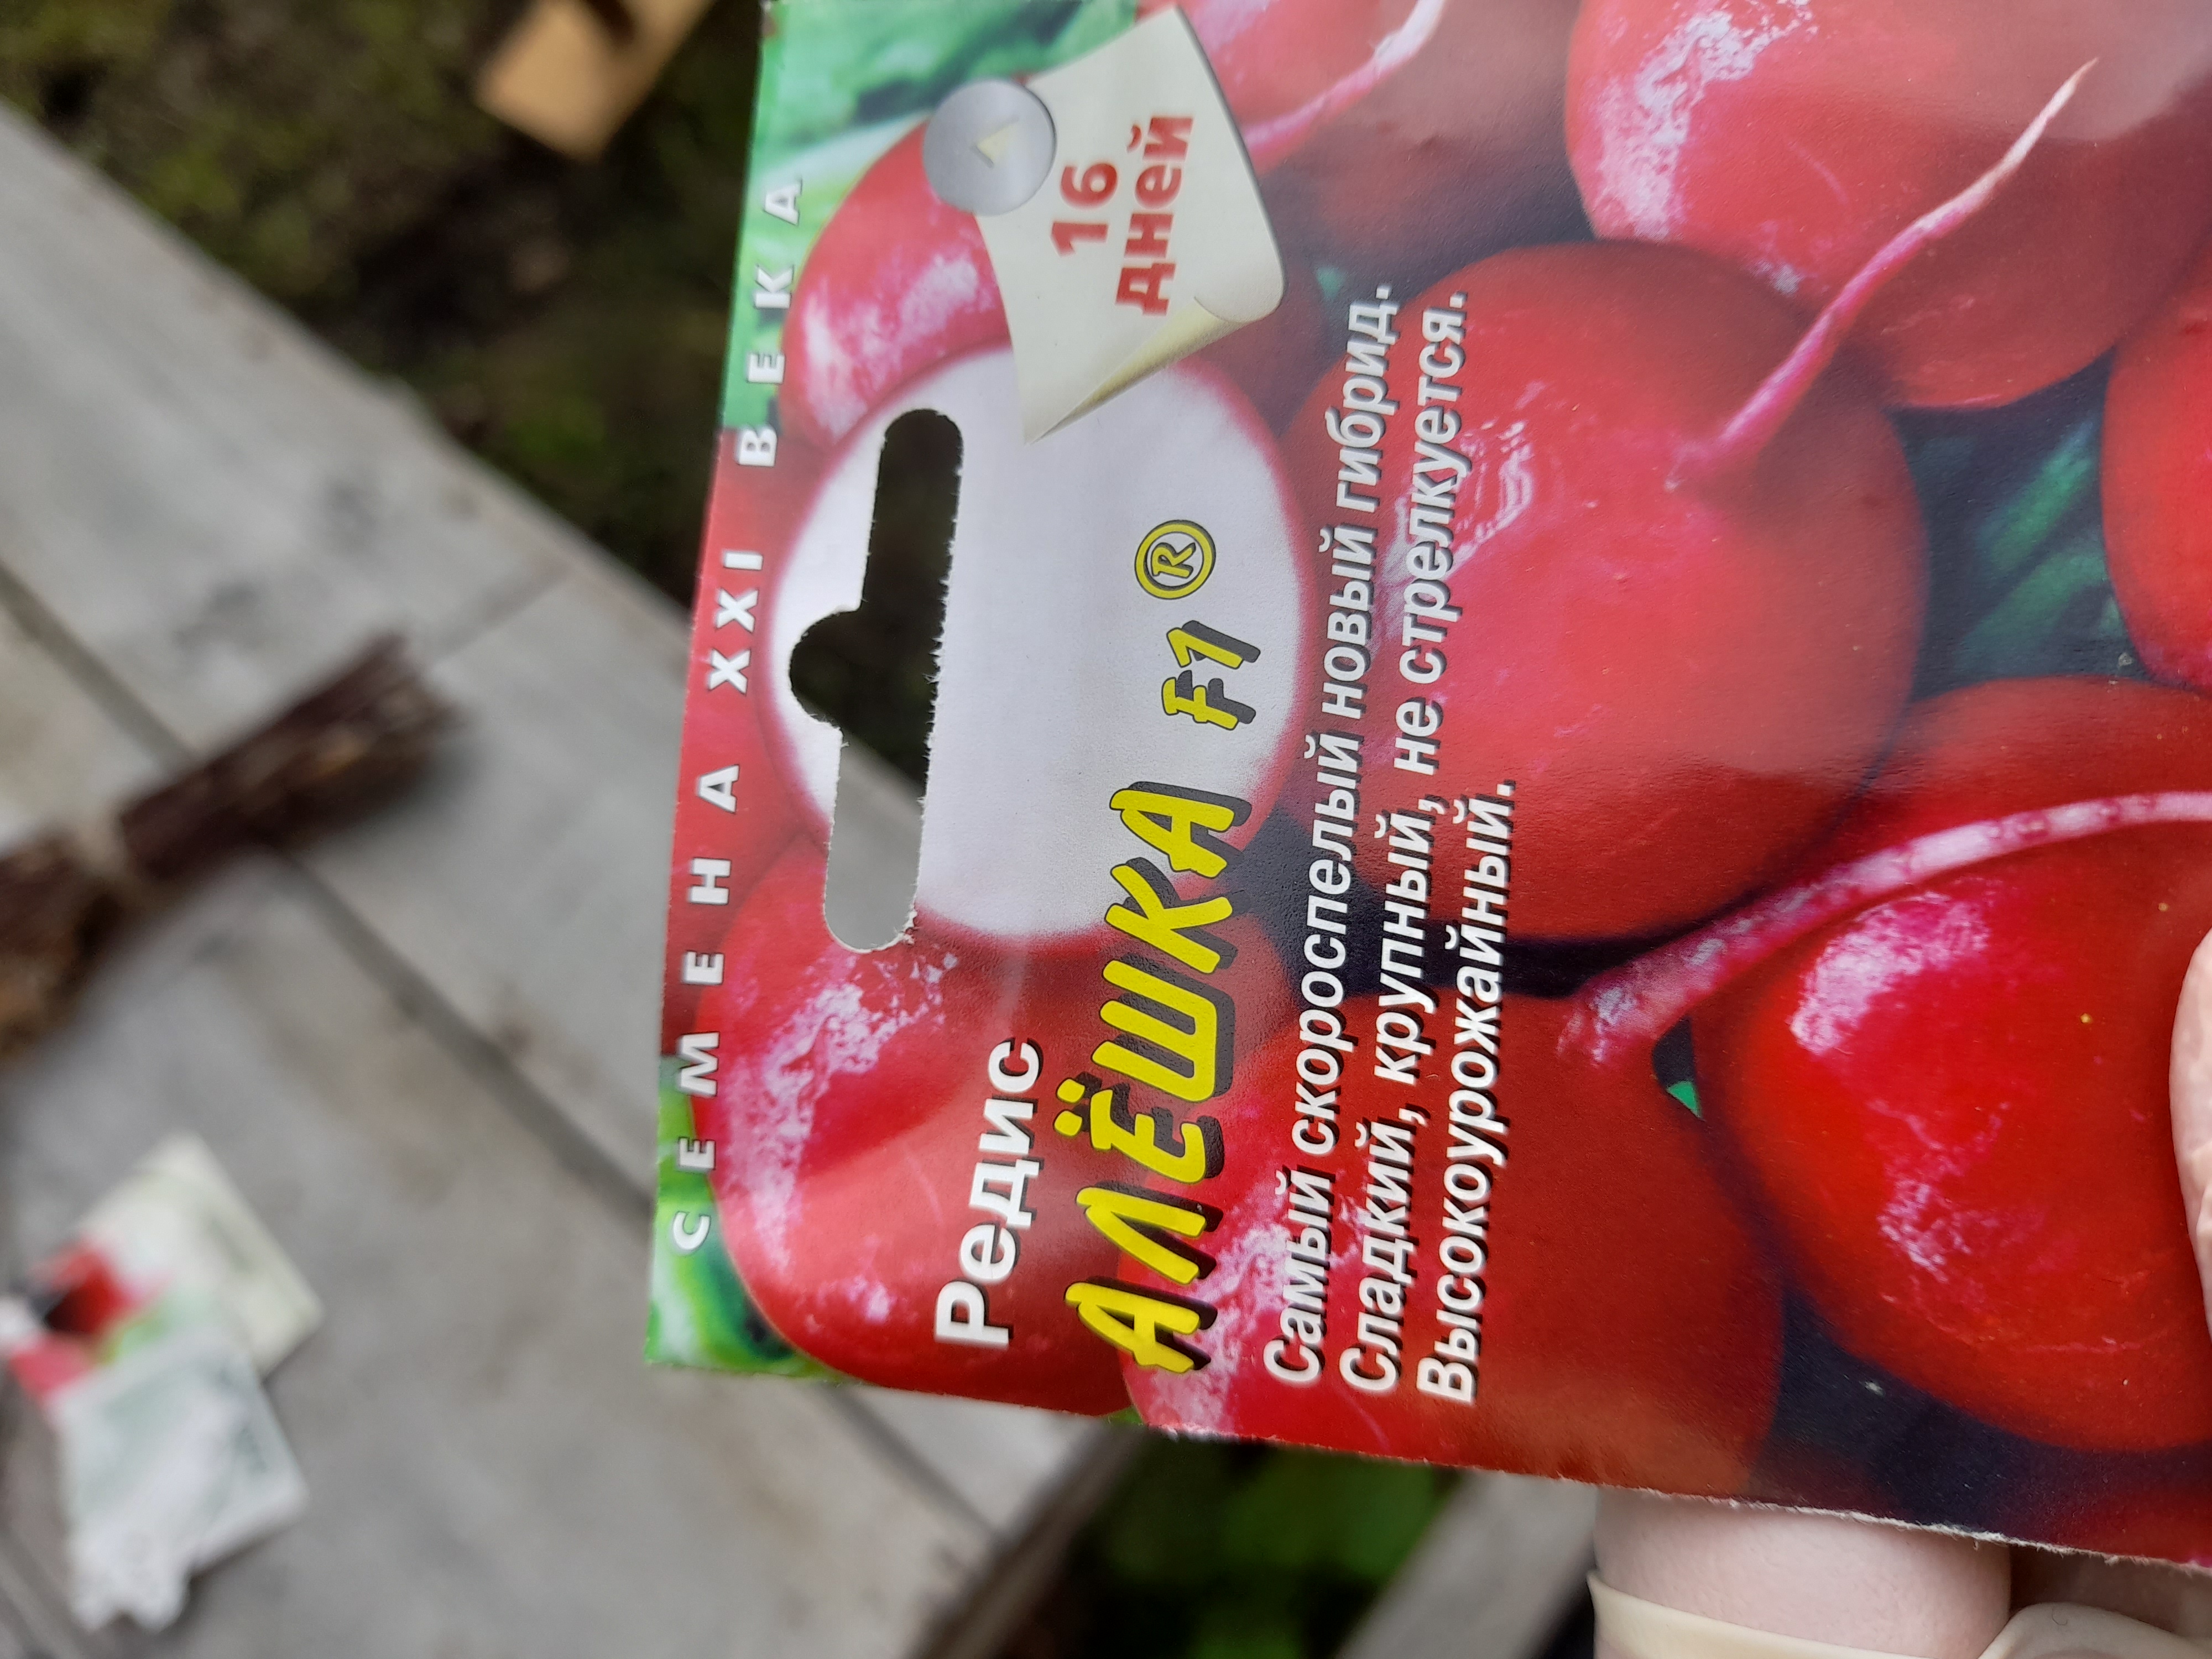 СЕМЕНА XXI ВЕКА
16
дней
Редис
АЛЁШКА F1®
Самый скороспелый новый гибрид.
Сладкий, крупный, не стрелкуется.
Высокоурожайный.